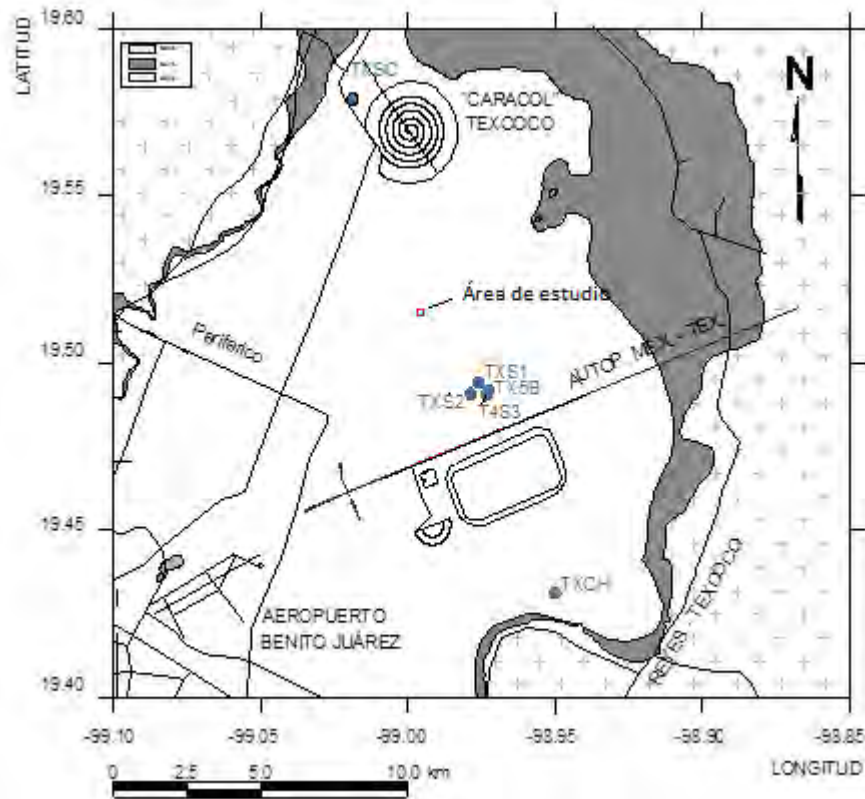 LATITUD
19.60
19.55
19.50
19.45
19.40
TXSC
"CARACOL"
TEXCOCO
N
Área de estudio
Periferico
AUTOP. MEX. - TEX.
TXS1
TX5B
TXS2
T4S3
TXCH
AEROPUERTO
BENITO JUÁREZ
REYES - TEXCOCO
-99.10
-99.05
-99.00
-98.95
-98.90
-98.85
LONGITUD
0
2.5
5.0
10.0 km